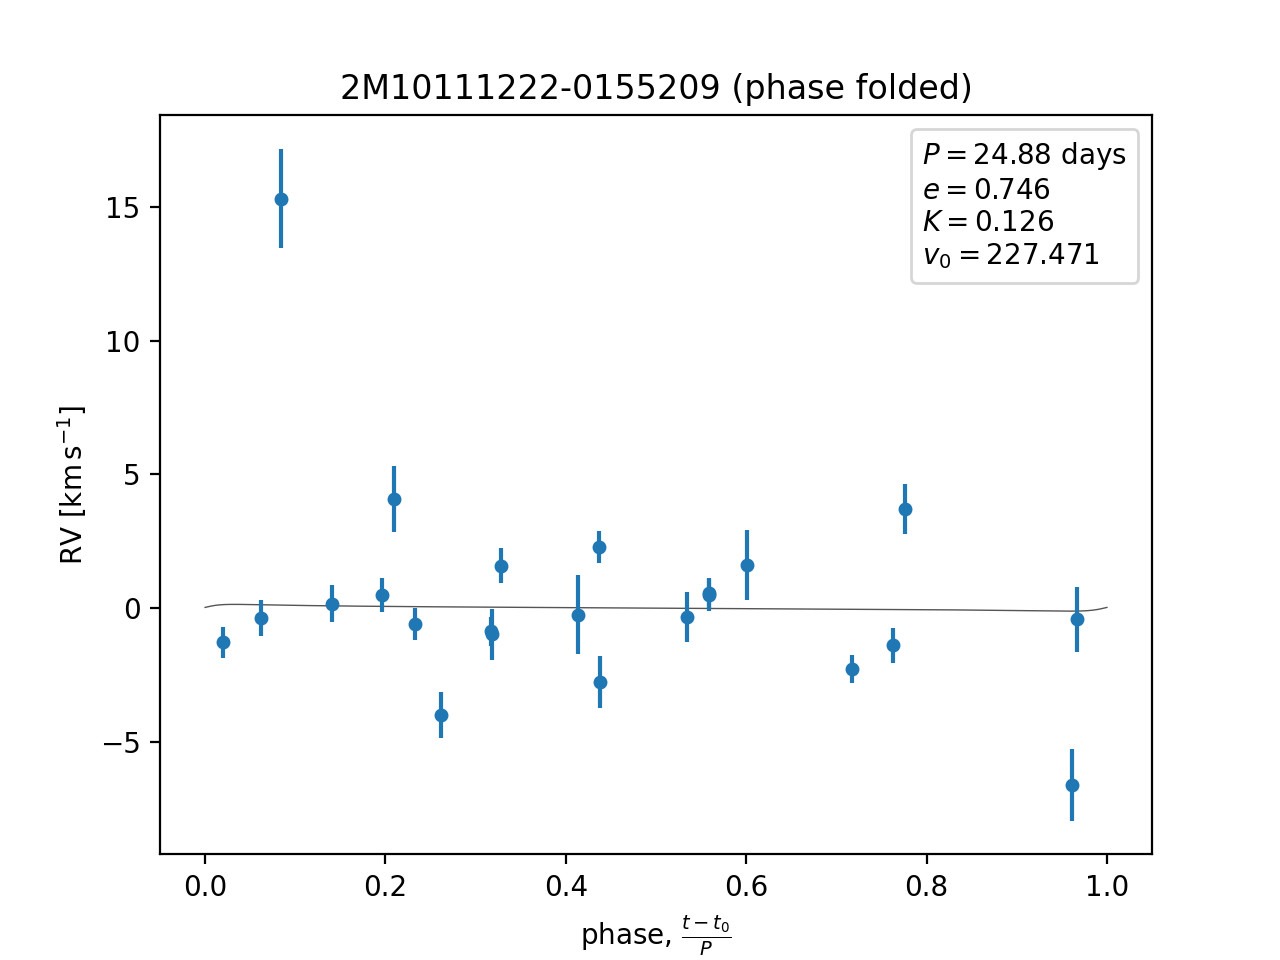 2M10111222-0155209 (phase folded)
P = 24.88 days
e = 0.746
K = 0.126
v₀ = 227.471
15
10
5
0
−5
RV [km s⁻¹]
0.0 0.2 0.4 0.6 0.8 1.0
phase, (t − t₀)/P